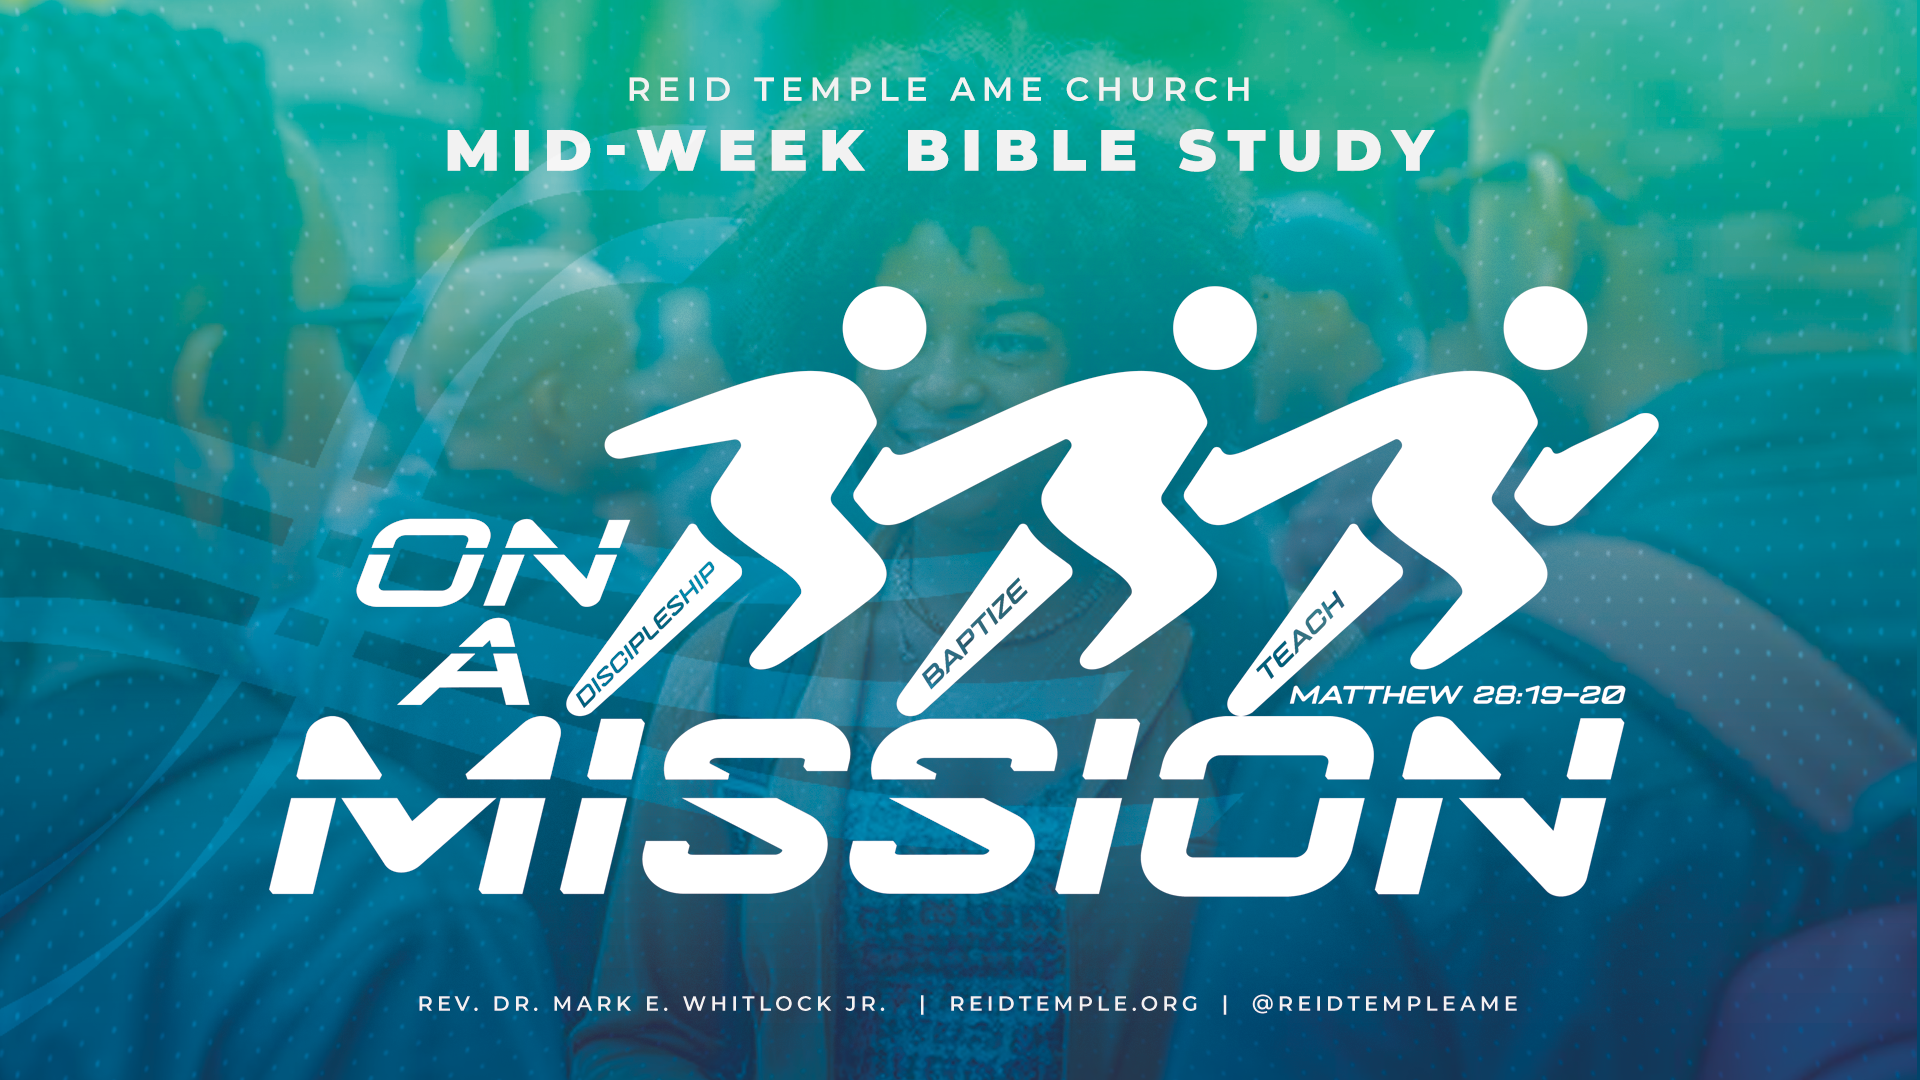 REID TEMPLE AME CHURCH
MID-WEEK BIBLE STUDY
ON
A
MISSION
DISCIPLESHIP
BAPTIZE
TEACH
MATTHEW 28:19-20
REV. DR. MARK E. WHITLOCK JR. | REIDTEMPLE.ORG | @REIDTEMPLEAME